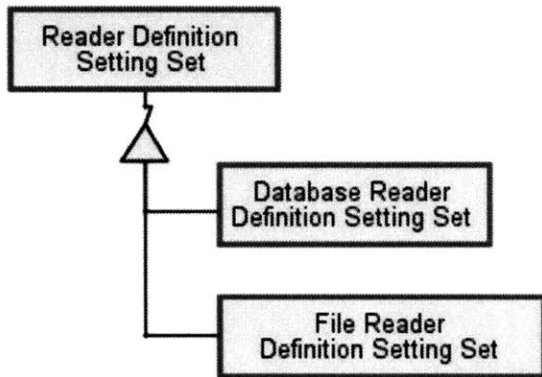 Reader Definition
Setting Set
Database Reader
Definition Setting Set
File Reader
Definition Setting Set